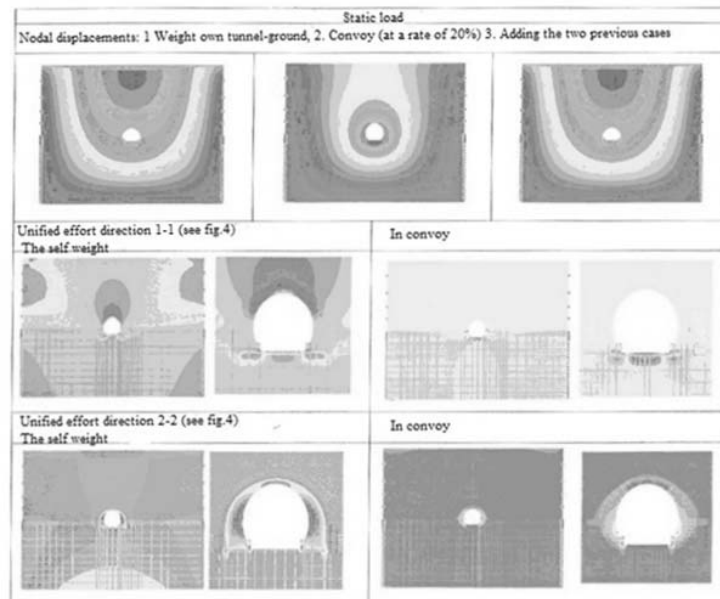 Static load
Nodal displacements: 1 Weight own tunnel-ground, 2. Convoy (at a rate of 20%) 3. Adding the two previous cases
Unified effort direction 1-1 (see fig.4)
The self weight
In convoy
Unified effort direction 2-2 (see fig.4)
The self weight
In convoy